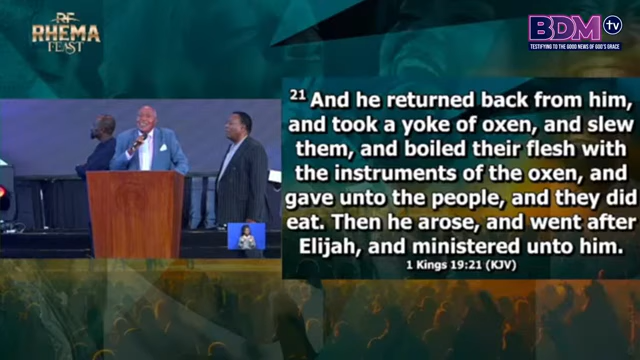 RF
RHEMA
FEAST
BDM tv
TESTIFYING TO THE GOOD NEWS OF GOD'S GRACE
21 And he returned back from him,
and took a yoke of oxen, and slew
them, and boiled their flesh with
the instruments of the oxen, and
gave unto the people, and they did
eat. Then he arose, and went after
Elijah, and ministered unto him.
1 Kings 19:21 (KJV)